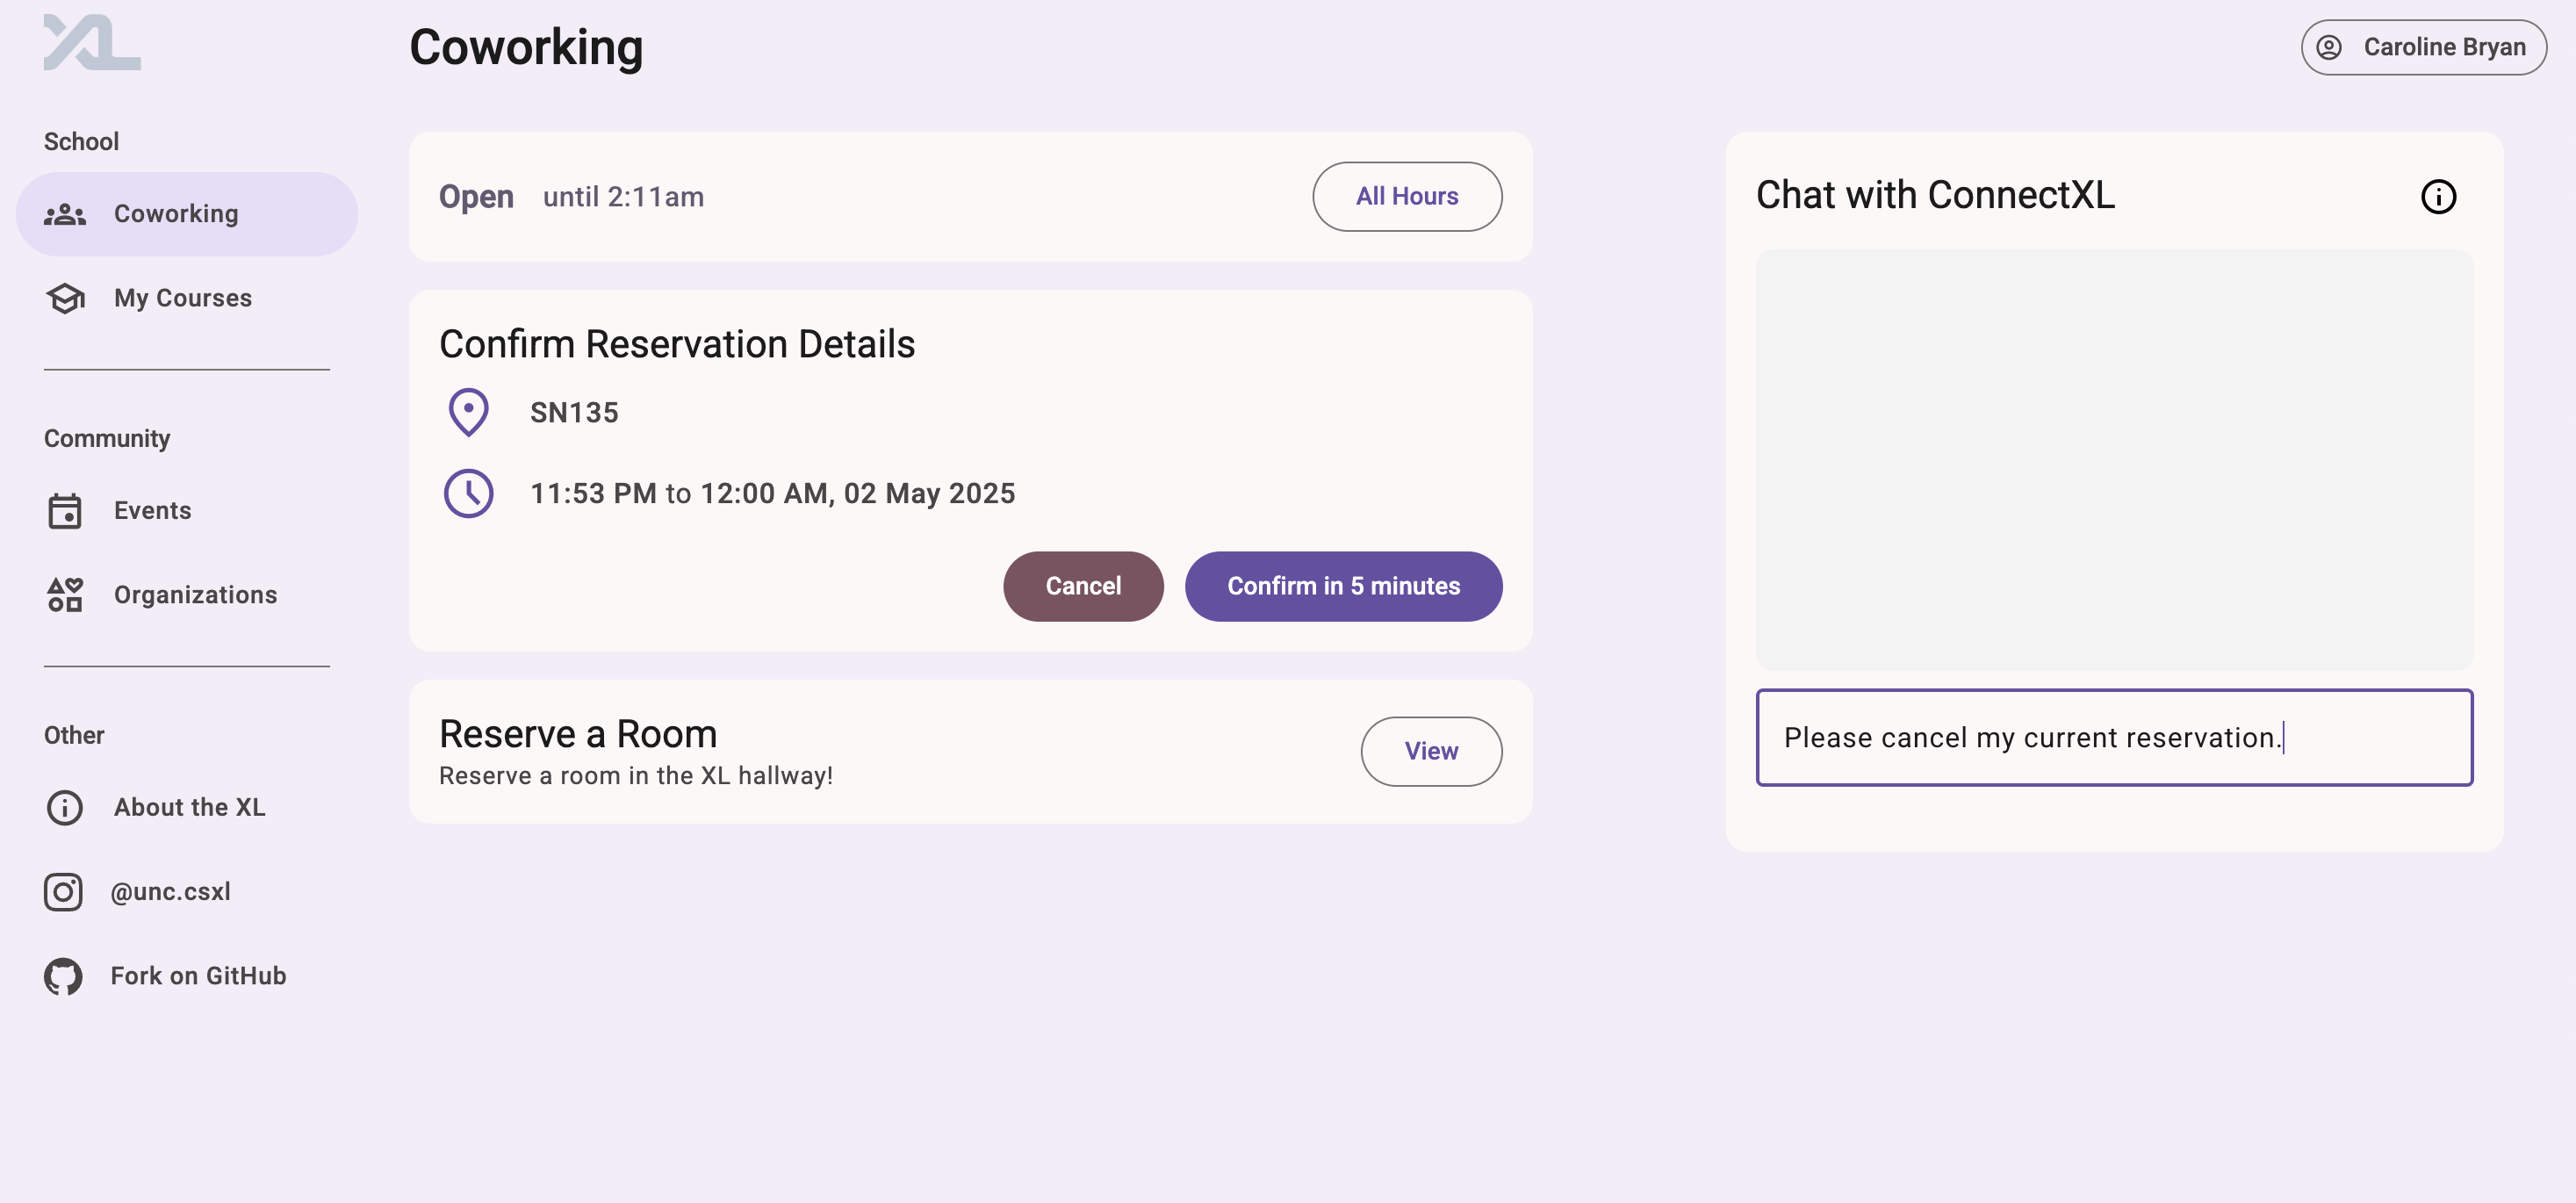 XL
Coworking
Caroline Bryan
School
Coworking
My Courses
Community
Events
Organizations
Other
About the XL
@unc.csxl
Fork on GitHub
Open until 2:11am
All Hours
Confirm Reservation Details
SN135
11:53 PM to 12:00 AM, 02 May 2025
Cancel
Confirm in 5 minutes
Reserve a Room
Reserve a room in the XL hallway!
View
Chat with ConnectXL
Please cancel my current reservation.